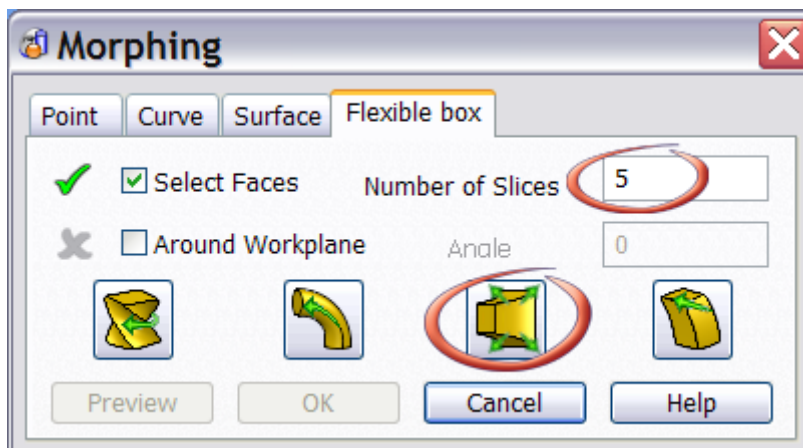 Morphing
Point Curve Surface Flexible box
Select Faces Number of Slices 5
Around Workplane Angle 0
Preview OK Cancel Help